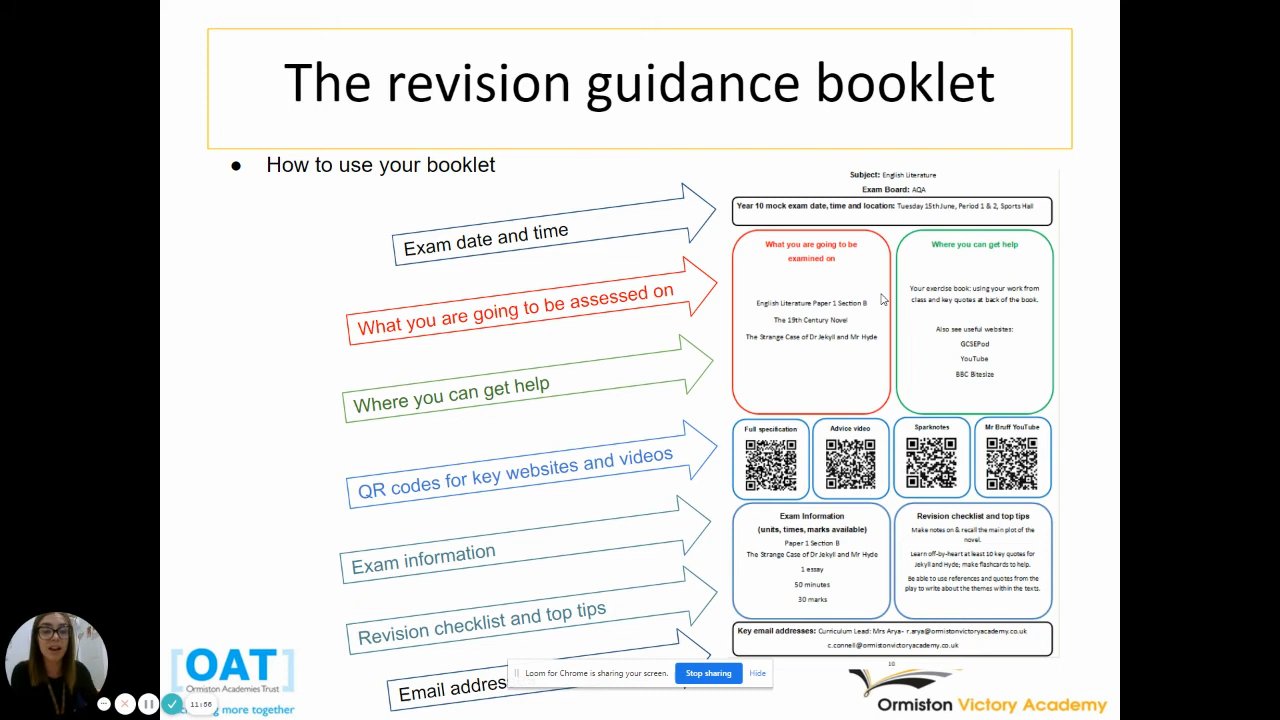 The revision guidance booklet
● How to use your booklet
Exam date and time
What you are going to be assessed on
Where you can get help
QR codes for key websites and videos
Exam information
Revision checklist and top tips
Email addres
Subject: English Literature
Exam Board: AQA
Year 10 mock exam date, time and location: Tuesday 15th June, Period 1 & 2, Sports Hall
What you are going to be
examined on
English Literature Paper 1 Section B
The 19th Century Novel
The Strange Case of Dr Jekyll and Mr Hyde
Where you can get help
Your exercise book: using your work from
class and key quotes at back of the book.
Also see useful websites:
GCSEPod
YouTube
BBC Bitesize
Full specification
Advice video
Sparknotes
Mr Bruff YouTube
Exam Information
(units, times, marks available)
Paper 1 Section B
The Strange Case of Dr Jekyll and Mr Hyde
1 essay
50 minutes
30 marks
Revision checklist and top tips
Make notes on & recall the main plot of the
novel.
Learn off-by-heart at least 10 key quotes for
Jekyll and Hyde; make flashcards to help.
Be able to use references and quotes from the
play to write about the themes within the texts.
Key email addresses: Curriculum Lead: Mrs Arya- r.arya@ormistonvictoryacademy.co.uk
c.connell@ormistonvictoryacademy.co.uk
10
Loom for Chrome is sharing your screen.
Stop sharing
Hide
[OAT]
Ormiston Academies Trust
ng more together
11:56
Ormiston Victory Academy